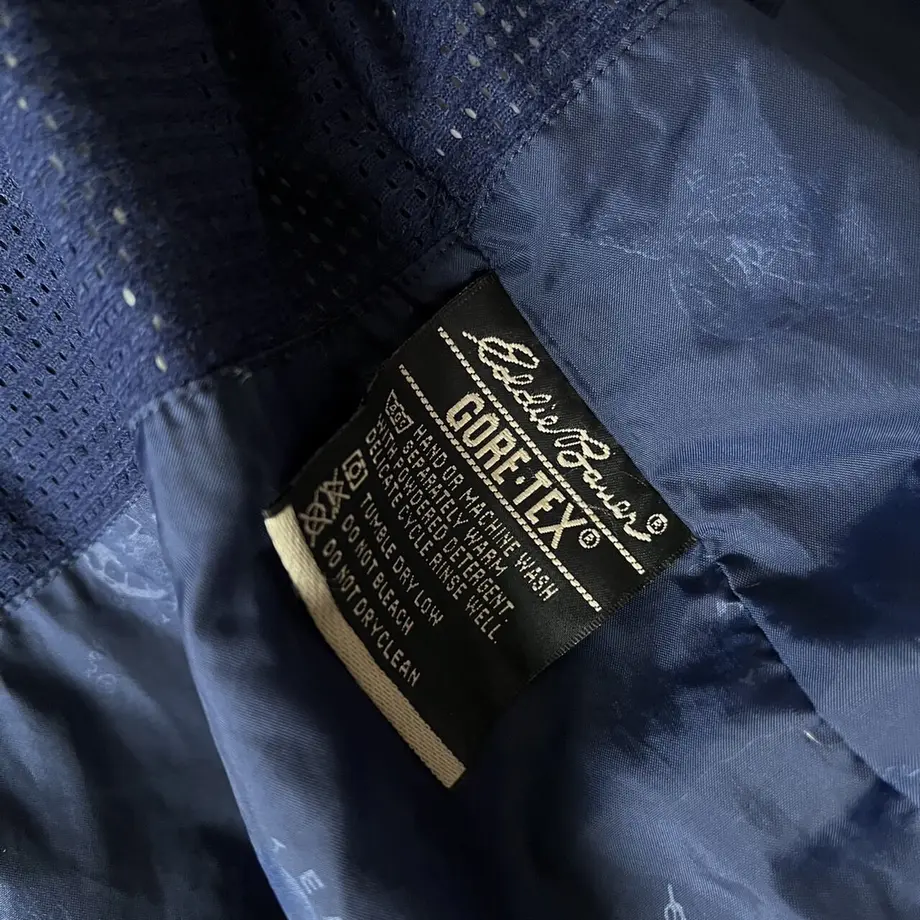 Eddie Bauer®
GORE-TEX®
HAND OR MACHINE WASH
SEPARATELY WARM
WITH POWDERED DETERGENT
DELICATE CYCLE RINSE WELL
TUMBLE DRY LOW
DO NOT BLEACH
DO NOT DRYCLEAN